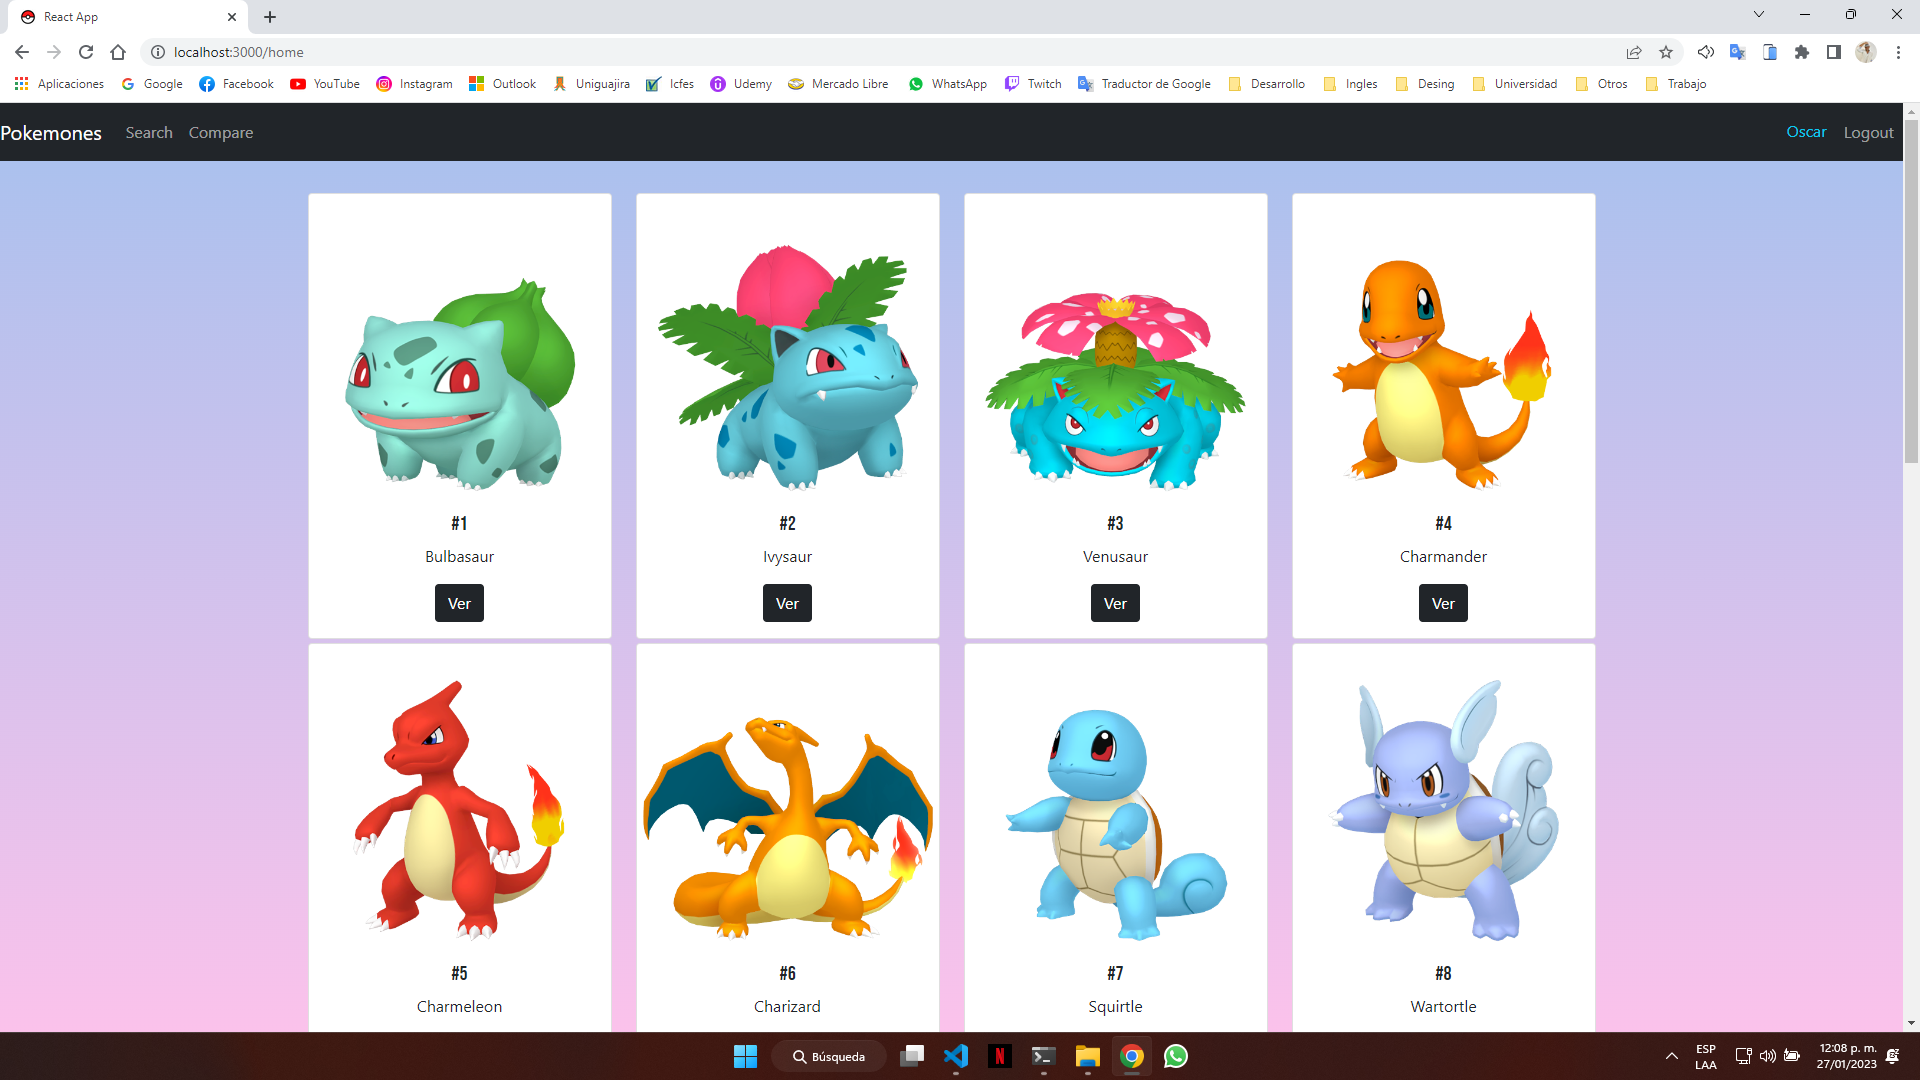 React App
localhost:3000/home
Aplicaciones Google Facebook YouTube Instagram Outlook Uniguajira Icfes Udemy Mercado Libre WhatsApp Twitch Traductor de Google Desarrollo Ingles Desing Universidad Otros Trabajo
Pokemones Search Compare Oscar Logout
#1 #2 #3 #4
Bulbasaur Ivysaur Venusaur Charmander
Ver Ver Ver Ver
#5 #6 #7 #8
Charmeleon Charizard Squirtle Wartortle
Búsqueda
ESP
LAA
12:08 p. m.
27/01/2023